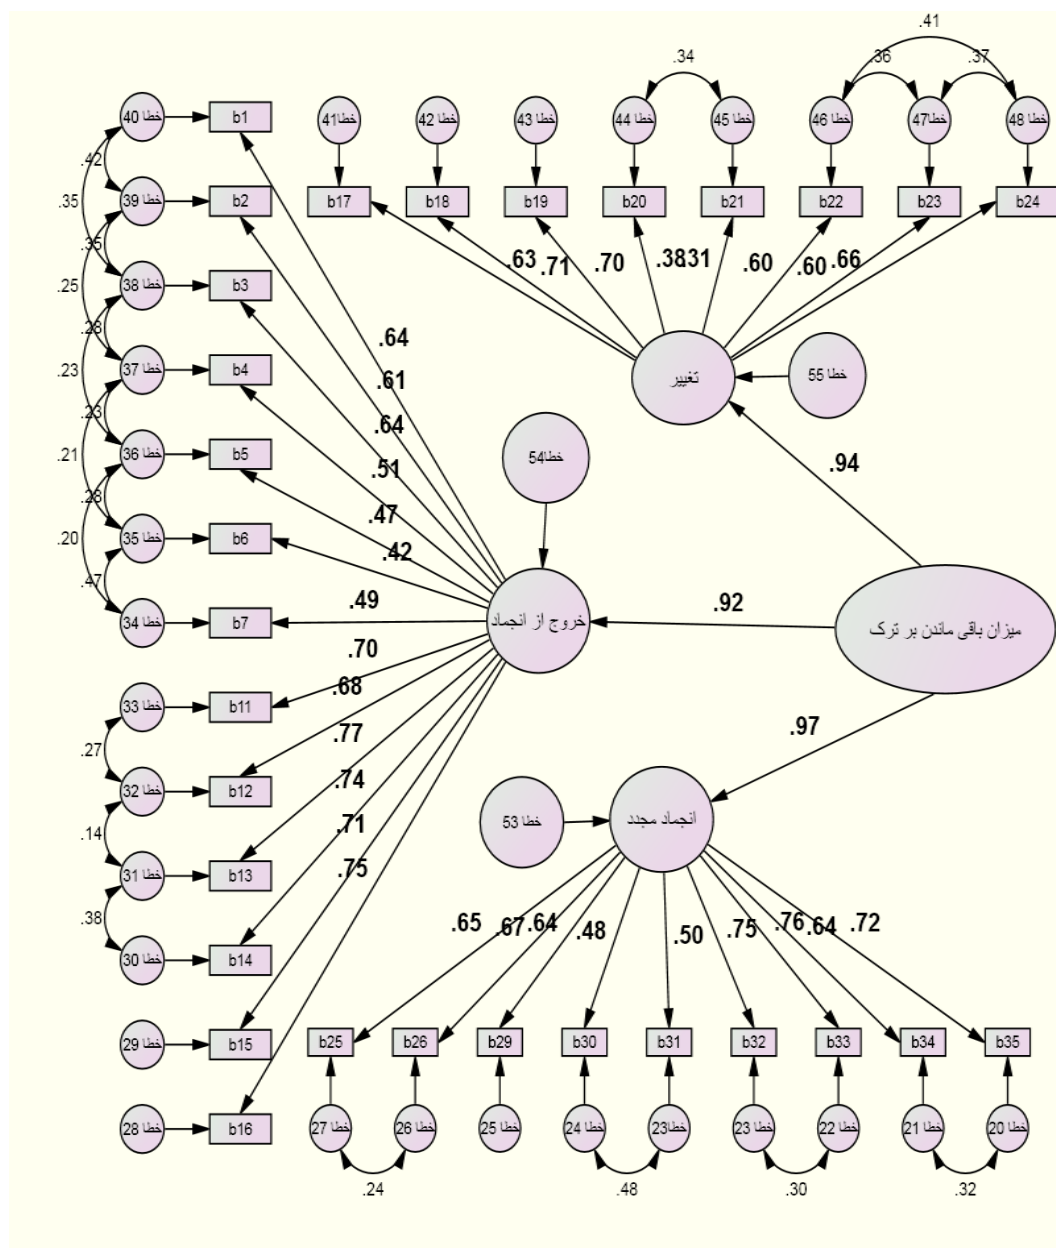 .41
.34
.36
.37
خطا 40
b1
خطا41
خطا 42
خطا 43
خطا 44
خطا 45
خطا 46
خطا47
خطا 48
.42
خطا 39
b2
b17
b18
b19
b20
b21
b22
b23
b24
.35
.35
.63
.71
.70
.38
.31
.60
.60
.66
خطا 38
b3
.25
.28
.64
خطا 37
b4
.61
تغییر
خطا 55
.23
.23
.64
خطا 36
b5
.51
خطا54
.94
.21
.28
.47
خطا 35
b6
.42
.20
.47
.49
.92
خطا 34
b7
خروج از انجماد
میزان باقی ماندن بر ترک
.70
خطا 33
b11
.68
.27
.77
.97
خطا 32
b12
.74
.14
.71
خطا 53
انجماد مجدد
خطا 31
b13
.75
.38
.65
.67
.64
.48
.50
.75
.76
.64
.72
خطا 30
b14
خطا 29
b15
b25
b26
b29
b30
b31
b32
b33
b34
b35
خطا 28
b16
خطا 27
خطا 26
خطا 25
خطا 24
خطا23
خطا 23
خطا 22
خطا 21
خطا 20
.24
.48
.30
.32